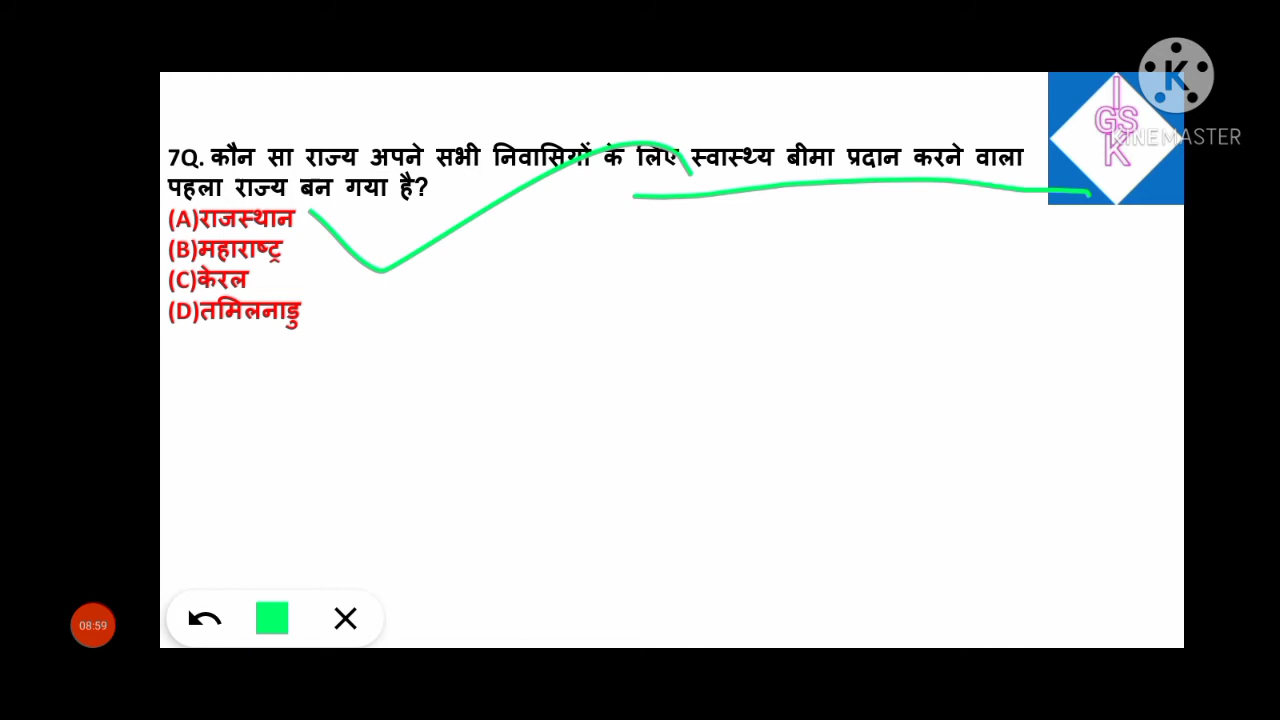 7Q. कौन सा राज्य अपने सभी निवासियों के लिए स्वास्थ्य बीमा प्रदान करने वाला
पहला राज्य बन गया है?
(A)राजस्थान
(B)महाराष्ट्र
(C)केरल
(D)तमिलनाडु
I
GS
K
K
KINEMASTER
08:59